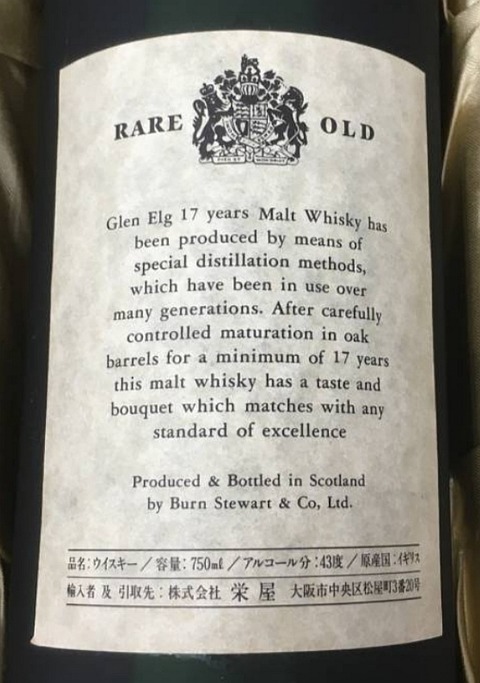 RARE OLD
Glen Elg 17 years Malt Whisky has
been produced by means of
special distillation methods,
which have been in use over
many generations. After carefully
controlled maturation in oak
barrels for a minimum of 17 years
this malt whisky has a taste and
bouquet which matches with any
standard of excellence
Produced & Bottled in Scotland
by Burn Stewart & Co, Ltd.
品名:ウイスキー／容量:750ml／アルコール分:43度／原産国:イギリス
輸入者及び引取先:株式会社 栄屋 大阪市中央区松屋町3番20号